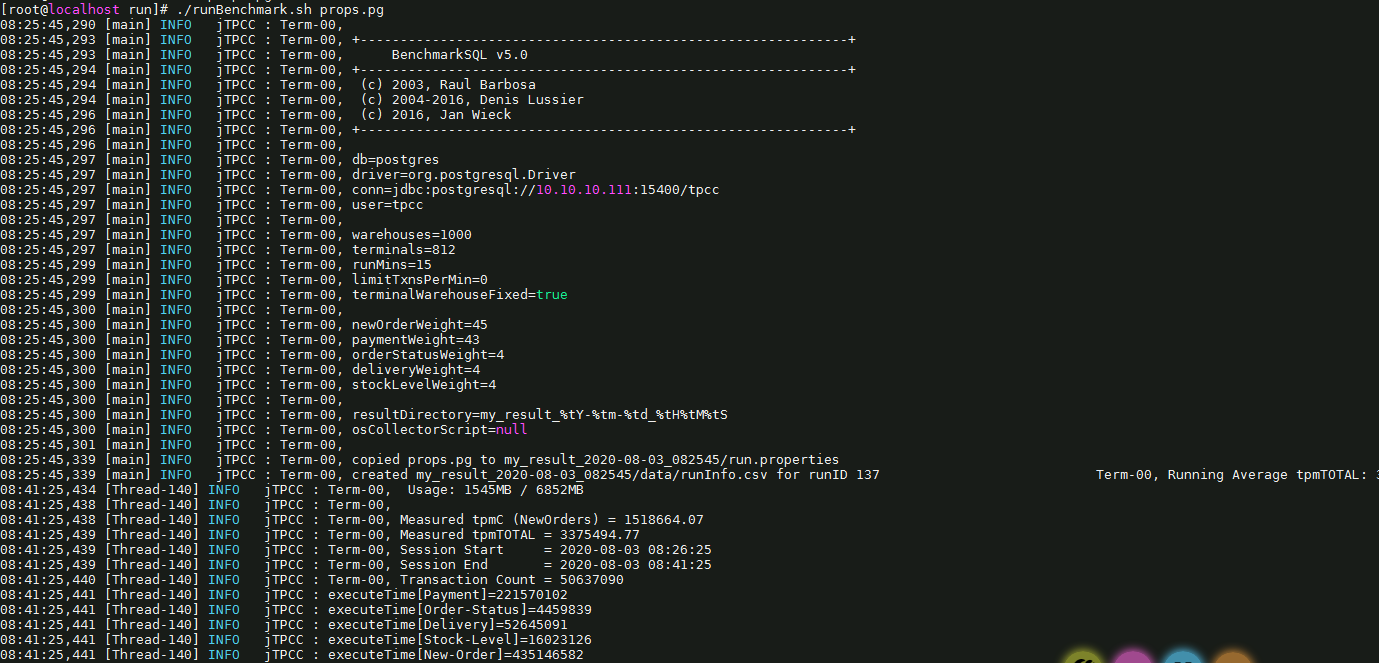 [root@localhost run]# ./runBenchmark.sh props.pg
08:25:45,290 [main] INFO   jTPCC : Term-00,
08:25:45,293 [main] INFO   jTPCC : Term-00, +-------------------------------------------------------------+
08:25:45,293 [main] INFO   jTPCC : Term-00,      BenchmarkSQL v5.0
08:25:45,294 [main] INFO   jTPCC : Term-00, +-------------------------------------------------------------+
08:25:45,294 [main] INFO   jTPCC : Term-00,  (c) 2003, Raul Barbosa
08:25:45,294 [main] INFO   jTPCC : Term-00,  (c) 2004-2016, Denis Lussier
08:25:45,296 [main] INFO   jTPCC : Term-00,  (c) 2016, Jan Wieck
08:25:45,296 [main] INFO   jTPCC : Term-00, +-------------------------------------------------------------+
08:25:45,296 [main] INFO   jTPCC : Term-00,
08:25:45,297 [main] INFO   jTPCC : Term-00, db=postgres
08:25:45,297 [main] INFO   jTPCC : Term-00, driver=org.postgresql.Driver
08:25:45,297 [main] INFO   jTPCC : Term-00, conn=jdbc:postgresql://10.10.10.111:15400/tpcc
08:25:45,297 [main] INFO   jTPCC : Term-00, user=tpcc
08:25:45,297 [main] INFO   jTPCC : Term-00,
08:25:45,297 [main] INFO   jTPCC : Term-00, warehouses=1000
08:25:45,297 [main] INFO   jTPCC : Term-00, terminals=812
08:25:45,299 [main] INFO   jTPCC : Term-00, runMins=15
08:25:45,299 [main] INFO   jTPCC : Term-00, limitTxnsPerMin=0
08:25:45,299 [main] INFO   jTPCC : Term-00, terminalWarehouseFixed=true
08:25:45,300 [main] INFO   jTPCC : Term-00,
08:25:45,300 [main] INFO   jTPCC : Term-00, newOrderWeight=45
08:25:45,300 [main] INFO   jTPCC : Term-00, paymentWeight=43
08:25:45,300 [main] INFO   jTPCC : Term-00, orderStatusWeight=4
08:25:45,300 [main] INFO   jTPCC : Term-00, deliveryWeight=4
08:25:45,300 [main] INFO   jTPCC : Term-00, stockLevelWeight=4
08:25:45,300 [main] INFO   jTPCC : Term-00,
08:25:45,300 [main] INFO   jTPCC : Term-00, resultDirectory=my_result_%tY-%tm-%td_%tH%tM%tS
08:25:45,300 [main] INFO   jTPCC : Term-00, osCollectorScript=null
08:25:45,301 [main] INFO   jTPCC : Term-00,
08:25:45,339 [main] INFO   jTPCC : Term-00, copied props.pg to my_result_2020-08-03_082545/run.properties
08:25:45,339 [main] INFO   jTPCC : Term-00, created my_result_2020-08-03_082545/data/runInfo.csv for runID 137                           Term-00, Running Average tpmTOTAL: 3
08:41:25,434 [Thread-140] INFO   jTPCC : Term-00,  Usage: 1545MB / 6852MB
08:41:25,438 [Thread-140] INFO   jTPCC : Term-00,
08:41:25,438 [Thread-140] INFO   jTPCC : Term-00, Measured tpmC (NewOrders) = 1518664.07
08:41:25,439 [Thread-140] INFO   jTPCC : Term-00, Measured tpmTOTAL = 3375494.77
08:41:25,439 [Thread-140] INFO   jTPCC : Term-00, Session Start     = 2020-08-03 08:26:25
08:41:25,439 [Thread-140] INFO   jTPCC : Term-00, Session End       = 2020-08-03 08:41:25
08:41:25,440 [Thread-140] INFO   jTPCC : Term-00, Transaction Count = 50637090
08:41:25,441 [Thread-140] INFO   jTPCC : executeTime[Payment]=221570102
08:41:25,441 [Thread-140] INFO   jTPCC : executeTime[Order-Status]=4459839
08:41:25,441 [Thread-140] INFO   jTPCC : executeTime[Delivery]=52645091
08:41:25,441 [Thread-140] INFO   jTPCC : executeTime[Stock-Level]=16023126
08:41:25,441 [Thread-140] INFO   jTPCC : executeTime[New-Order]=435146582